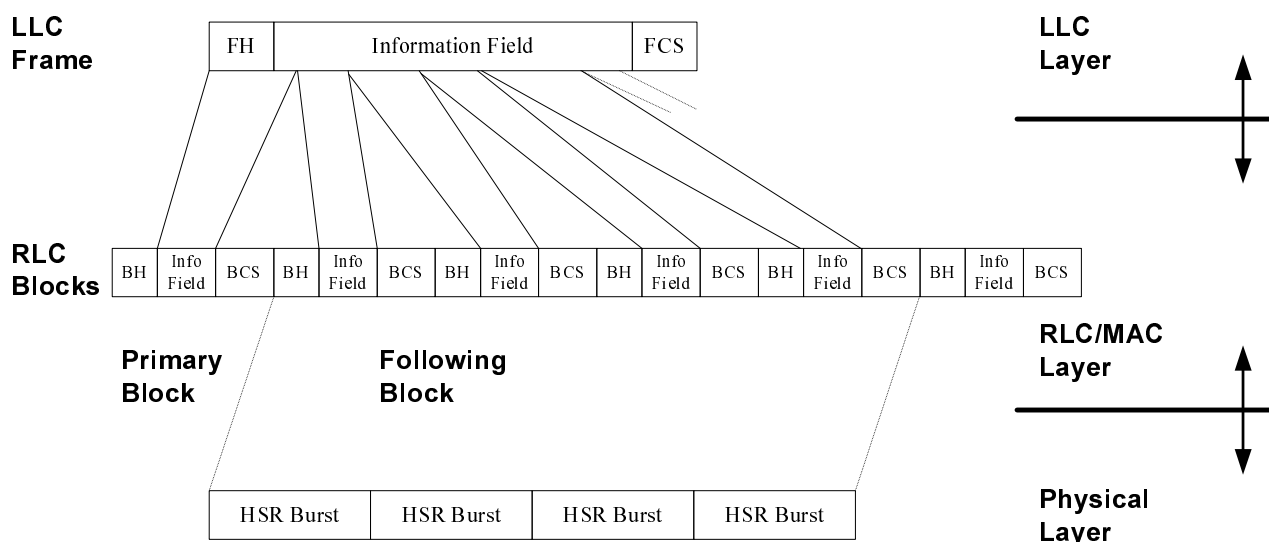 LLC
Frame
FH
Information Field
FCS
LLC
Layer
RLC
Blocks
BH
Info
Field
BCS
BH
Info
Field
BCS
BH
Info
Field
BCS
BH
Info
Field
BCS
BH
Info
Field
BCS
BH
Info
Field
BCS
Primary
Block
Following
Block
RLC/MAC
Layer
HSR Burst
HSR Burst
HSR Burst
HSR Burst
Physical
Layer